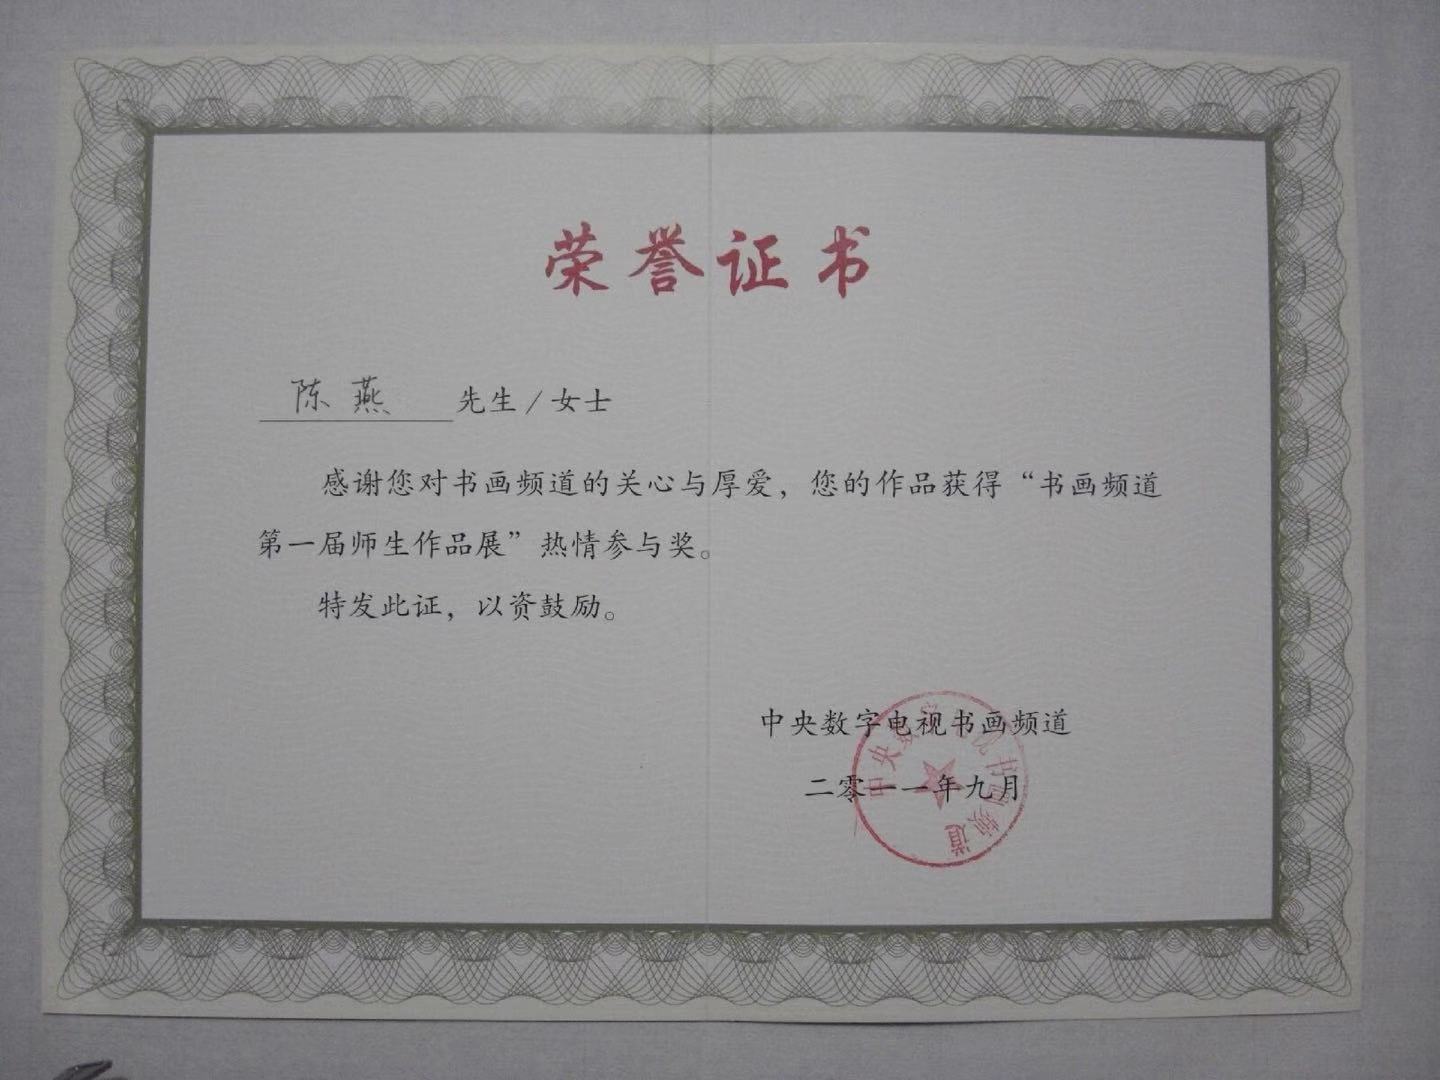 荣誉证书
陈燕 先生/女士
感谢您对书画频道的关心与厚爱，您的作品获得“书画频道
第一届师生作品展”热情参与奖。
特发此证，以资鼓励。
中央数字电视书画频道
二零一一年九月